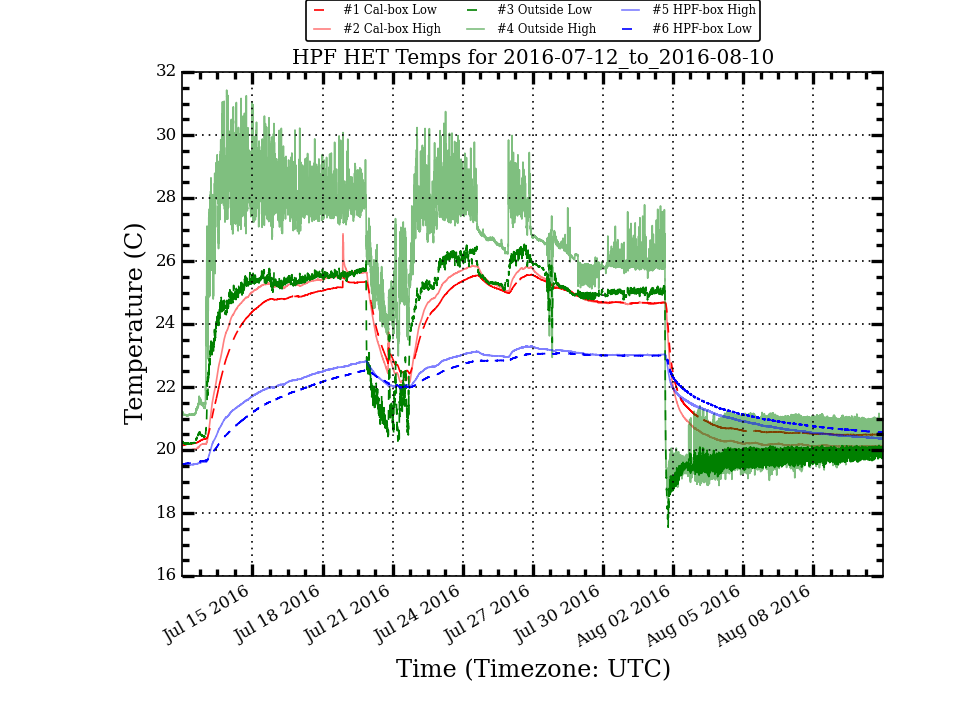 #1 Cal-box Low #3 Outside Low #5 HPF-box High
#2 Cal-box High #4 Outside High #6 HPF-box Low
HPF HET Temps for 2016-07-12_to_2016-08-10
32
30
28
26
24
22
20
18
16
Temperature (C)
Jul 15 2016
Jul 18 2016
Jul 21 2016
Jul 24 2016
Jul 27 2016
Jul 30 2016
Aug 02 2016
Aug 05 2016
Aug 08 2016
Time (Timezone: UTC)